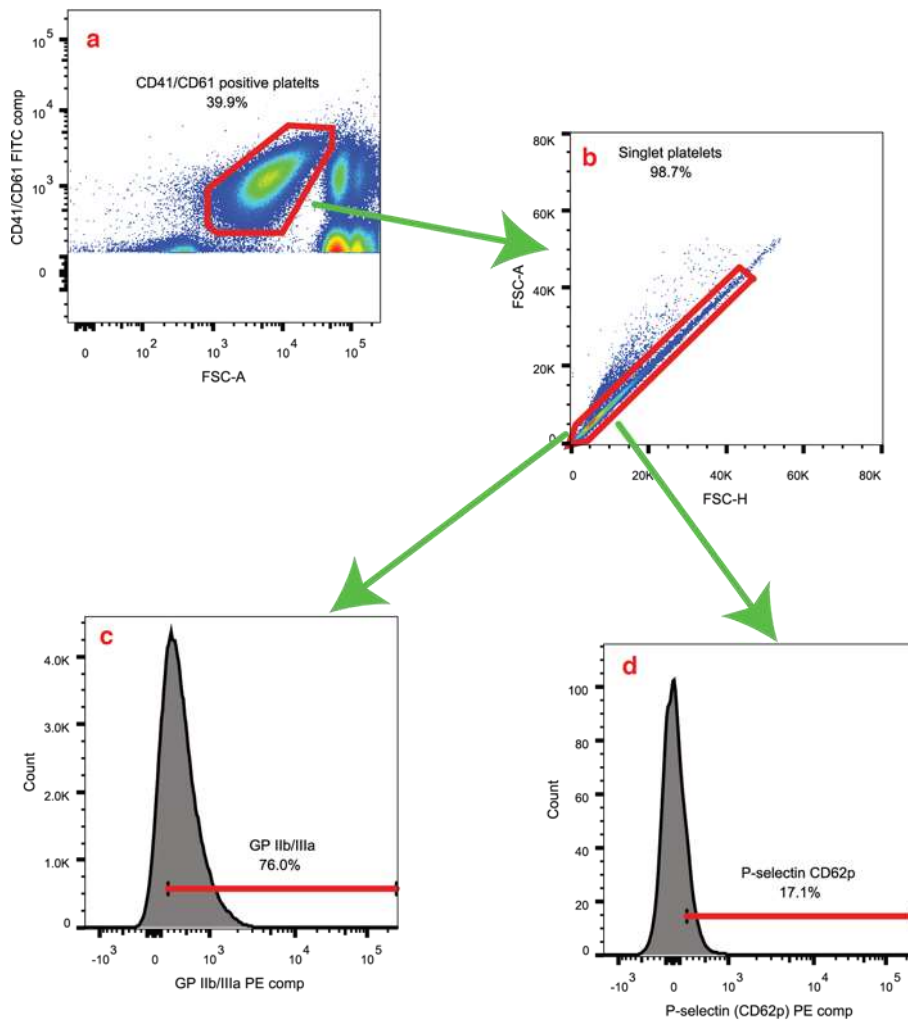 a
CD41/CD61 positive platelts
39.9%
10^5
10^4
10^3
0
CD41/CD61 FITC comp
0 10^2 10^3 10^4 10^5
FSC-A
b
Singlet platelets
98.7%
80K
60K
40K
20K
0
FSC-A
0 20K 40K 60K 80K
FSC-H
c
4.0K
3.0K
2.0K
1.0K
0
Count
GP IIb/IIIa
76.0%
-10^3 0 10^3 10^4 10^5
GP IIb/IIIa PE comp
d
100
80
60
40
20
0
Count
P-selectin CD62p
17.1%
-10^3 0 10^3 10^4 10^5
P-selectin (CD62p) PE comp